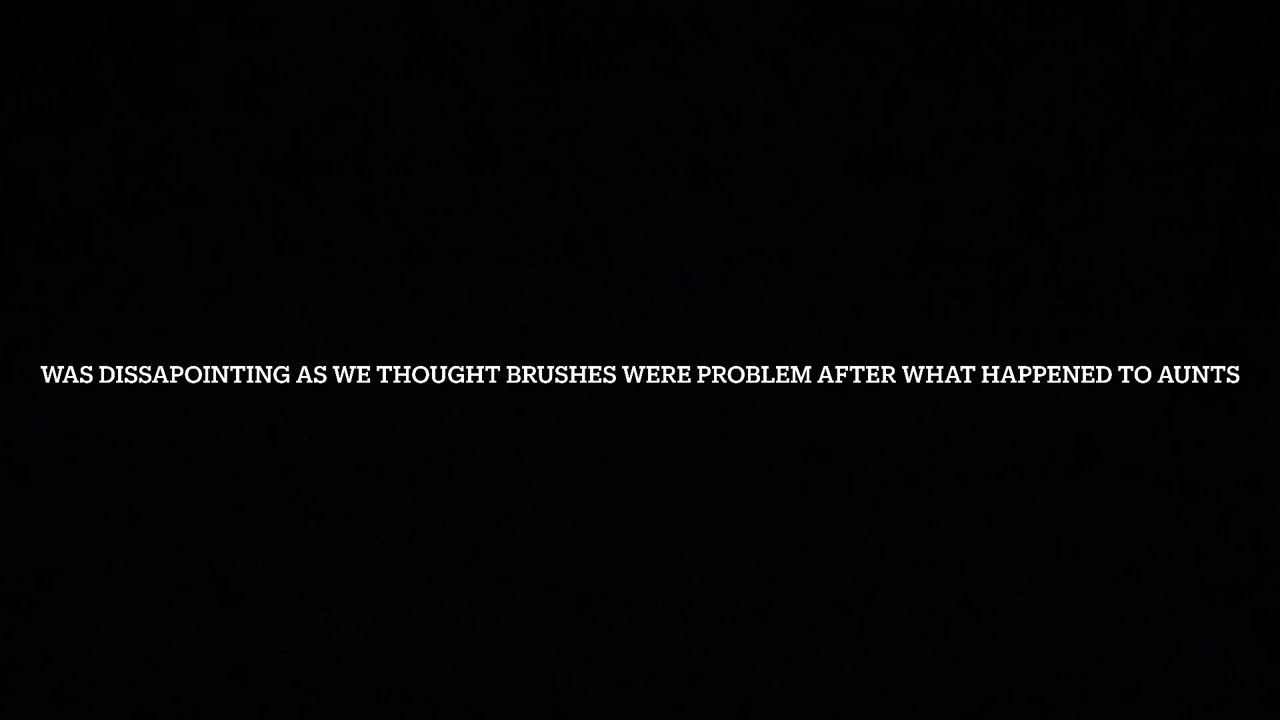 WAS DISSAPOINTING AS WE THOUGHT BRUSHES WERE PROBLEM AFTER WHAT HAPPENED TO AUNTS